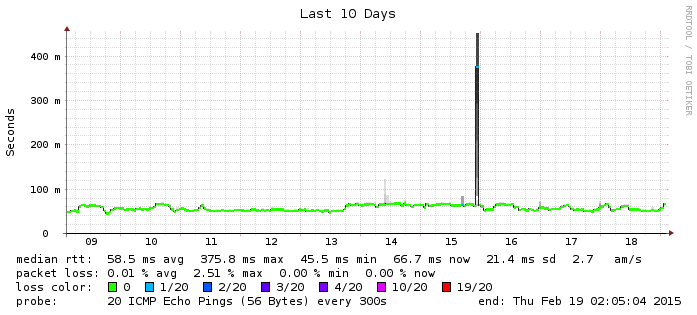 Last 10 Days
RRDTOOL / TOBI OETIKER
Seconds
400 m
300 m
200 m
100 m
0
09 10 11 12 13 14 15 16 17 18
median rtt: 58.5 ms avg 375.8 ms max 45.5 ms min 66.7 ms now 21.4 ms sd 2.7 am/s
packet loss: 0.01 % avg 2.51 % max 0.00 % min 0.00 % now
loss color: 0 1/20 2/20 3/20 4/20 10/20 19/20
probe: 20 ICMP Echo Pings (56 Bytes) every 300s end: Thu Feb 19 02:05:04 2015